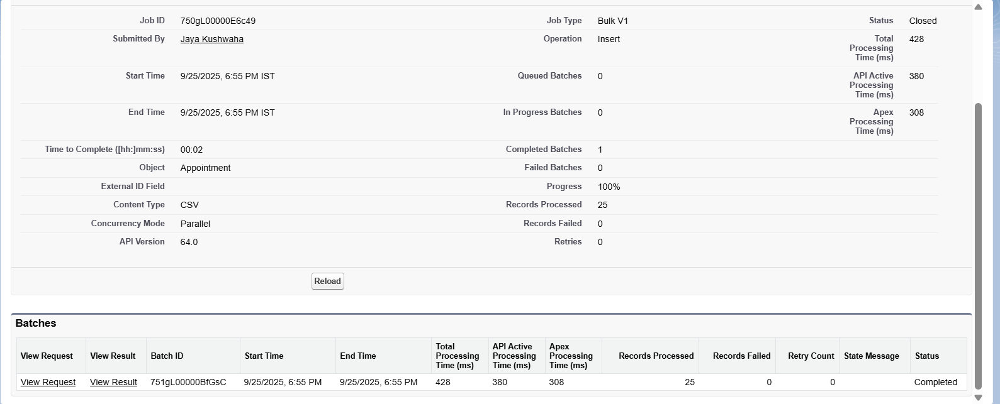 Job ID 750gL00000E6c49 Job Type Bulk V1 Status Closed
Submitted By Jaya Kushwaha Operation Insert Total Processing Time (ms) 428
Start Time 9/25/2025, 6:55 PM IST Queued Batches 0 API Active Processing Time (ms) 380
End Time 9/25/2025, 6:55 PM IST In Progress Batches 0 Apex Processing Time (ms) 308
Time to Complete ([hh:]mm:ss) 00:02 Completed Batches 1
Object Appointment Failed Batches 0
External ID Field Progress 100%
Content Type CSV Records Processed 25
Concurrency Mode Parallel Records Failed 0
API Version 64.0 Retries 0
Reload
Batches
View Request View Result Batch ID Start Time End Time Total Processing Time (ms) API Active Processing Time (ms) Apex Processing Time (ms) Records Processed Records Failed Retry Count State Message Status
View Request View Result 751gL00000BfGsC 9/25/2025, 6:55 PM 9/25/2025, 6:55 PM 428 380 308 25 0 0 Completed